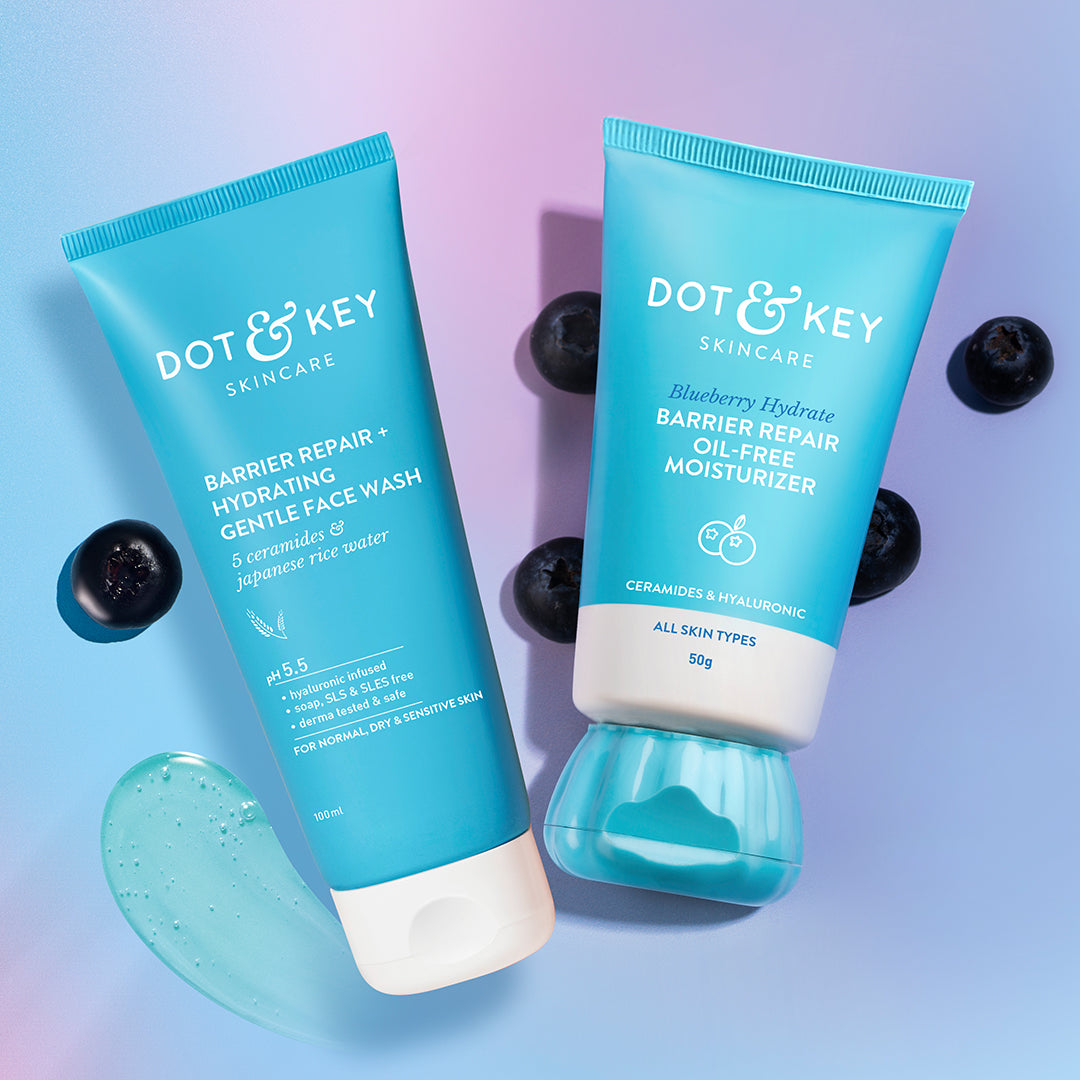 DOT & KEY
SKINCARE
BARRIER REPAIR +
HYDRATING
GENTLE FACE WASH
5 ceramides &
japanese rice water
pH 5.5
• hyaluronic infused
• soap, SLS & SLES free
• derma tested & safe
FOR NORMAL, DRY & SENSITIVE SKIN
100ml
DOT & KEY
SKINCARE
Blueberry Hydrate
BARRIER REPAIR
OIL-FREE
MOISTURIZER
CERAMIDES & HYALURONIC
ALL SKIN TYPES
50g